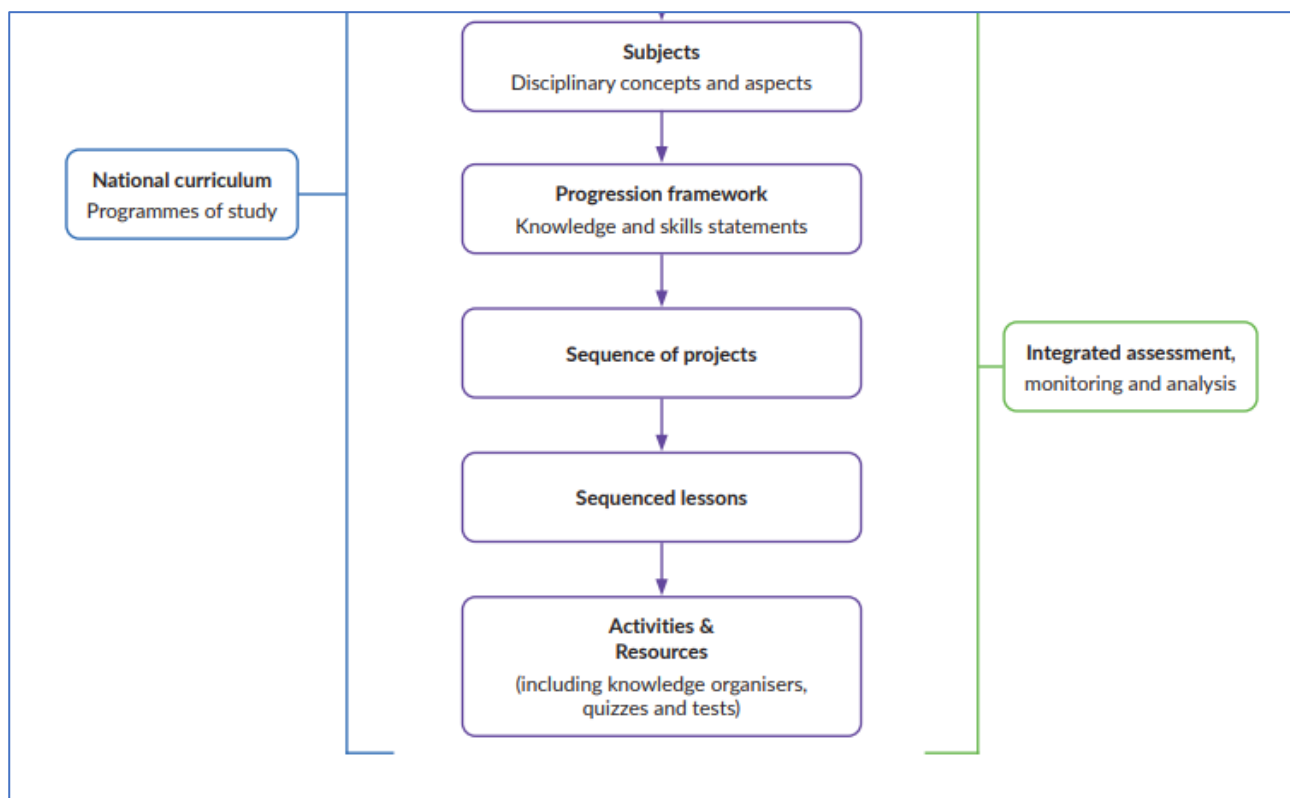 Subjects
Disciplinary concepts and aspects
National curriculum
Programmes of study
Progression framework
Knowledge and skills statements
Sequence of projects
Integrated assessment,
monitoring and analysis
Sequenced lessons
Activities &
Resources
(including knowledge organisers,
quizzes and tests)